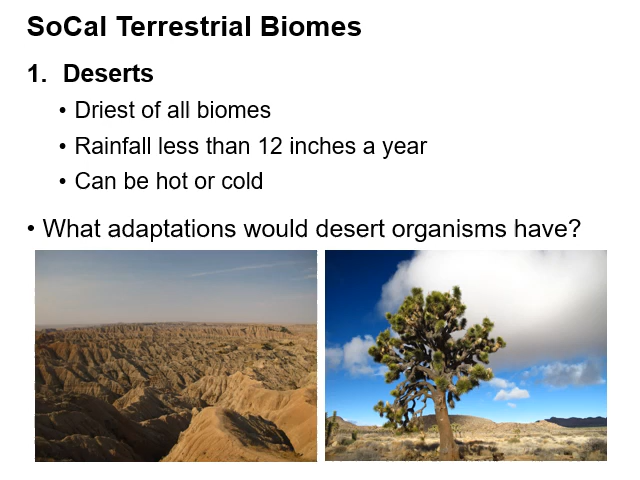 SoCal Terrestrial Biomes
1. Deserts
• Driest of all biomes
• Rainfall less than 12 inches a year
• Can be hot or cold
• What adaptations would desert organisms have?